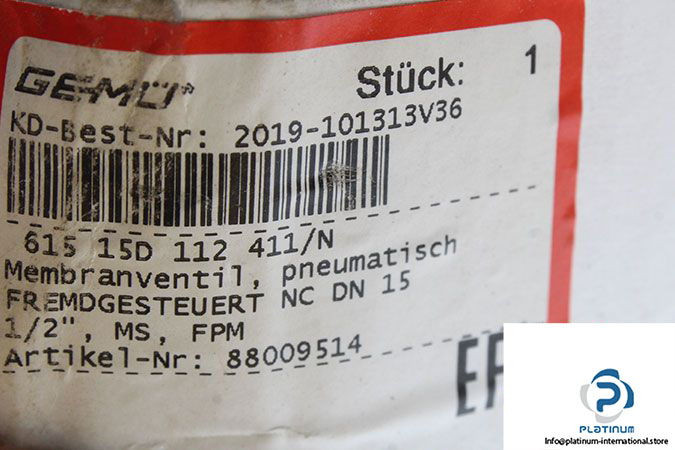 GEMÜ®
Stück: 1
KD-Best-Nr: 2019-101313V36
615 15D 112 411/N
Membranventil, pneumatisch
FREMDGESTEUERT NC DN 15
1/2", MS, FPM
Artikel-Nr: 88009514
PLATINUM
Info@platinum-international.store